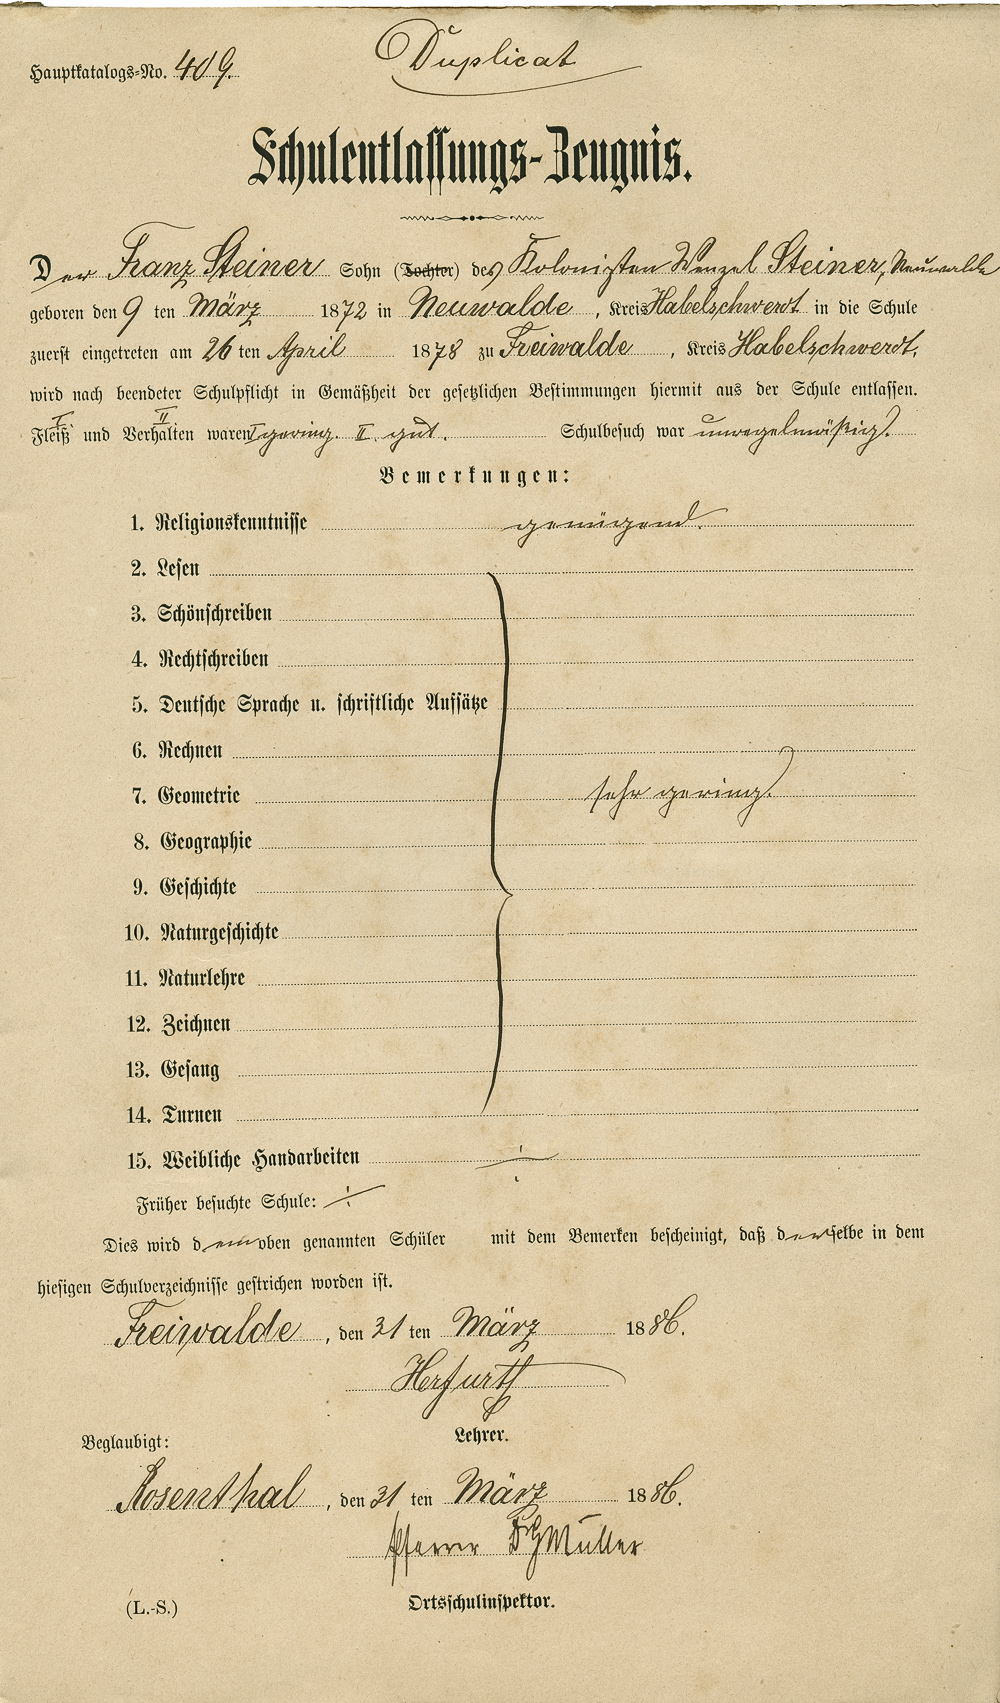 Duplicat
Hauptkatalogs-No. 409.
Schulentlassungs-Zeugnis.
Der Franz Steiner Sohn (Tochter) des Kolonisten Wenzel Steiner, Neuwalde
geboren den 9 ten März 1872 in Neuwalde, Kreis Habelschwerdt in die Schule
zuerst eingetreten am 26 ten April 1878 zu Freiwalde, Kreis Habelschwerdt,
wird nach beendeter Schulpflicht in Gemäßheit der gesetzlichen Bestimmungen hiermit aus der Schule entlassen.
I II
Fleiß und Verhalten waren I gering. II. gut. Schulbesuch war unregelmäßig.
Bemerkungen:
1. Religionskenntnisse genügend.
2. Lesen
3. Schönschreiben
4. Rechtschreiben
5. Deutsche Sprache u. schriftliche Aufsätze
6. Rechnen
7. Geometrie sehr gering.
8. Geographie
9. Geschichte
10. Naturgeschichte
11. Naturlehre
12. Zeichnen
13. Gesang
14. Turnen
15. Weibliche Handarbeiten ÷
Früher besuchte Schule: ÷
Dies wird dem oben genannten Schüler mit dem Bemerken bescheinigt, daß derselbe in dem
hiesigen Schulverzeichnisse gestrichen worden ist.
Freiwalde, den 31 ten März 1886.
Herfurth
Lehrer.
Beglaubigt:
Rosenthal, den 31 ten März 1886.
Pfarrer Müller
Ortsschulinspektor.
(L.-S.)